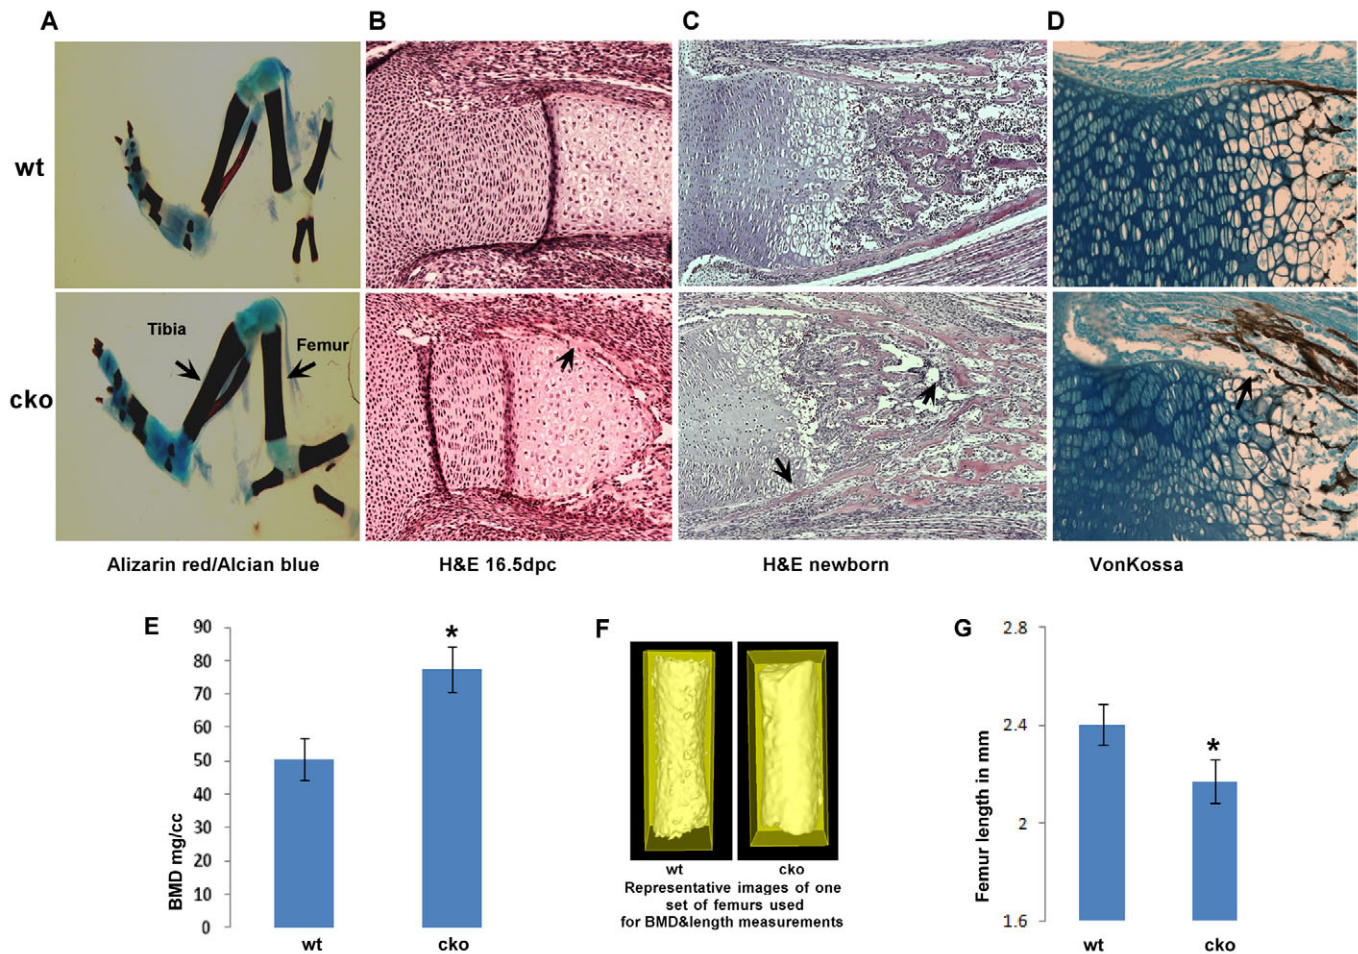 A
B
C
D
wt
cko
Tibia
Femur
Alizarin red/Alcian blue
H&E 16.5dpc
H&E newborn
VonKossa
E
BMD mg/cc
90
80
70
60
50
40
30
20
10
0
*
wt
cko
F
wt
cko
Representative images of one
set of femurs used
for BMD&length measurements
G
Femur length in mm
2.8
2.4
2
1.6
*
wt
cko